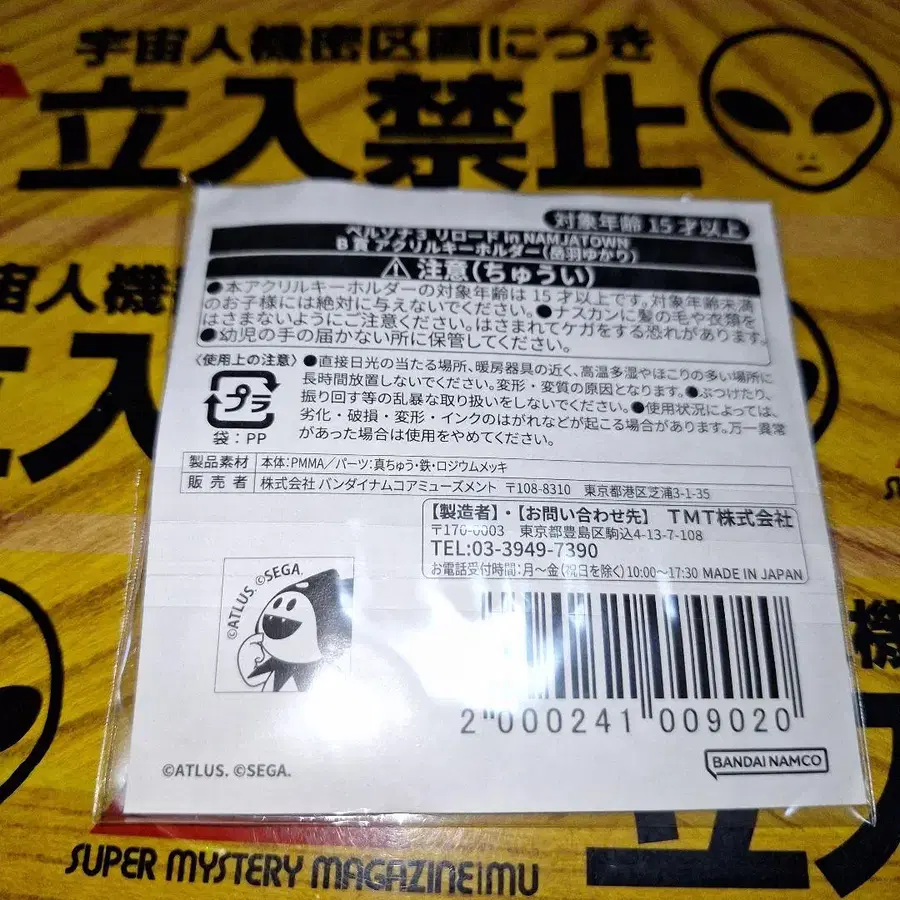 宇宙人機密区画につき
立入禁止
対象年齢 15才以上
ペルソナ3 リロード in NAMJATOWN
B賞 アクリルキーホルダー(岳羽ゆかり)
注意(ちゅうい)
●本アクリルキーホルダーの対象年齢は15才以上です。対象年齢未満
のお子様には絶対に与えないでください。●ナスカンに髪の毛や衣類を
はさまないようにご注意ください。はさまれてケガをする恐れがあります。
●幼児の手の届かない所に保管してください。
〈使用上の注意〉●直接日光の当たる場所、暖房器具の近く、高温多湿やほこりの多い場所に
長時間放置しないでください。変形・変質の原因となります。●ぶつけたり、
振り回す等の乱暴な取り扱いをしないでください。●使用状況によっては、
劣化・破損・変形・インクのはがれなどが起こる場合があります。万一異常
があった場合は使用をやめてください。
プラ
袋:PP
製品素材 本体:PMMA/パーツ:真ちゅう・鉄・ロジウムメッキ
販売者 株式会社 バンダイナムコアミューズメント 〒108-8310 東京都港区芝浦3-1-35
【製造者】・【お問い合わせ先】 TMT株式会社
〒170-0003 東京都豊島区駒込4-13-7-108
TEL:03-3949-7390
お電話受付時間:月〜金(祝日を除く)10:00〜17:30 MADE IN JAPAN
©ATLUS. ©SEGA.
2 000241 009020
©ATLUS. ©SEGA.
BANDAI NAMCO
SUPER MYSTERY MAGAZINE!MU
宙人機
立入
機
立